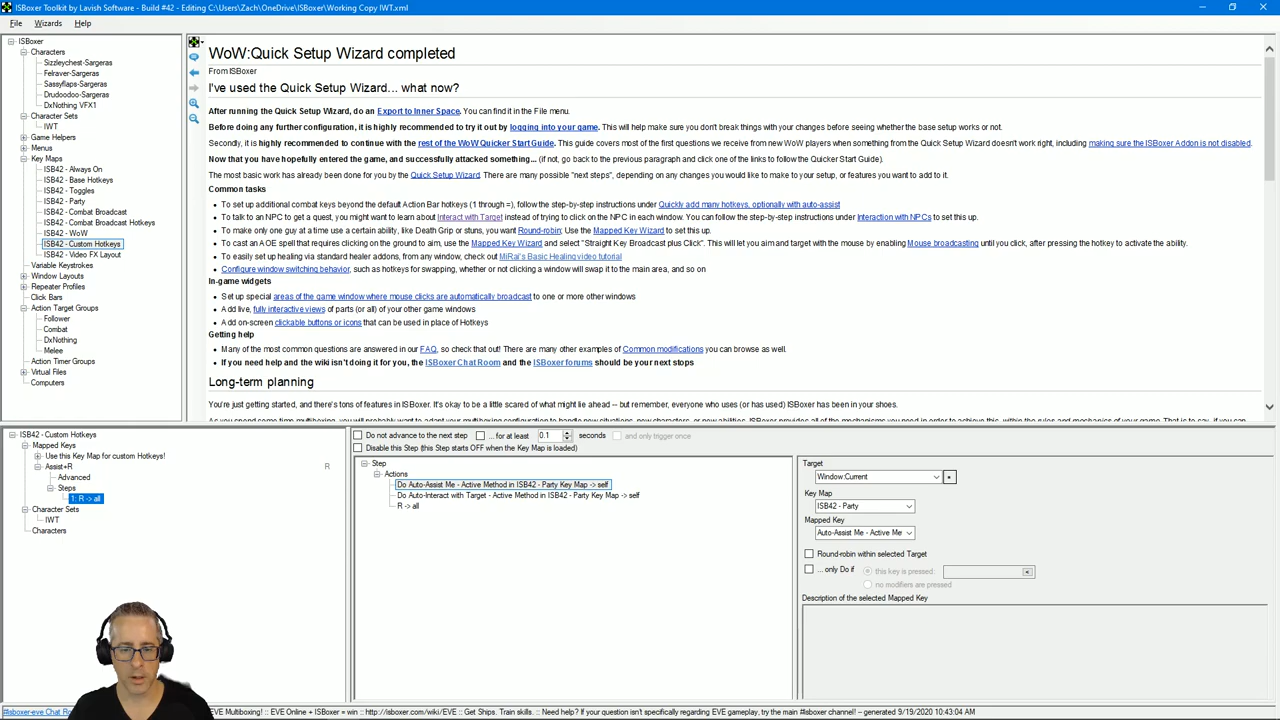 ISBoxer Toolkit by Lavish Software - Build #42 - Editing C:\Users\Zach\OneDrive\ISBoxer\Working Copy IWT.xml
File Wizards Help
ISBoxer
Characters
Sizzleychest-Sargeras
Felraver-Sargeras
Sassyflaps-Sargeras
Drudoodoo-Sargeras
DxNothing VFX1
Character Sets
IWT
Game Helpers
Menus
Key Maps
ISB42 - Always On
ISB42 - Base Hotkeys
ISB42 - Toggles
ISB42 - Party
ISB42 - Combat Broadcast
ISB42 - Combat Broadcast Hotkeys
ISB42 - WoW
ISB42 - Custom Hotkeys
ISB42 - Video FX Layout
Variable Keystrokes
Window Layouts
Repeater Profiles
Click Bars
Action Target Groups
Follower
Combat
DxNothing
Melee
Action Timer Groups
Virtual Files
Computers
WoW:Quick Setup Wizard completed
From ISBoxer
I've used the Quick Setup Wizard... what now?
After running the Quick Setup Wizard, do an Export to Inner Space. You can find it in the File menu.
Before doing any further configuration, it is highly recommended to try it out by logging into your game. This will help make sure you don't break things with your changes before seeing whether the base setup works or not.
Secondly, it is highly recommended to continue with the rest of the WoW Quicker Start Guide. This guide covers most of the first questions we receive from new WoW players when something from the Quick Setup Wizard doesn't work right, including making sure the ISBoxer Addon is not disabled.
Now that you have hopefully entered the game, and successfully attacked something... (if not, go back to the previous paragraph and click one of the links to follow the Quicker Start Guide).
The most basic work has already been done for you by the Quick Setup Wizard. There are many possible "next steps", depending on any changes you would like to make to your setup, or features you want to add to it.
Common tasks
• To set up additional combat keys beyond the default Action Bar hotkeys (1 through =), follow the step-by-step instructions under Quickly add many hotkeys, optionally with auto-assist
• To talk to an NPC to get a quest, you might want to learn about Interact with Target instead of trying to click on the NPC in each window. You can follow the step-by-step instructions under Interaction with NPCs to set this up.
• To make only one guy at a time use a certain ability, like Death Grip or stuns, you want Round-robin; Use the Mapped Key Wizard to set this up.
• To cast an AOE spell that requires clicking on the ground to aim, use the Mapped Key Wizard and select "Straight Key Broadcast plus Click". This will let you aim and target with the mouse by enabling Mouse broadcasting until you click, after pressing the hotkey to activate the ability.
• To easily set up healing via standard healer addons, from any window, check out MiRai's Basic Healing video tutorial
• Configure window switching behavior, such as hotkeys for swapping, whether or not clicking a window will swap it to the main area, and so on
In-game widgets
• Set up special areas of the game window where mouse clicks are automatically broadcast to one or more other windows
• Add live, fully interactive views of parts (or all) of your other game windows
• Add on-screen clickable buttons or icons that can be used in place of Hotkeys
Getting help
• Many of the most common questions are answered in our FAQ, so check that out! There are many other examples of Common modifications you can browse as well.
• If you need help and the wiki isn't doing it for you, the ISBoxer Chat Room and the ISBoxer forums should be your next stops
Long-term planning
You're just getting started, and there's tons of features in ISBoxer. It's okay to be a little scared of what might lie ahead -- but remember, everyone who uses (or has used) ISBoxer has been in your shoes.
ISB42 - Custom Hotkeys
Mapped Keys
Use this Key Map for custom Hotkeys!
Assist+R R
Advanced
Steps
1: R -> all
Character Sets
IWT
Characters
Do not advance to the next step ... for at least 0.1 seconds and only trigger once
Disable this Step (this Step starts OFF when the Key Map is loaded)
Step
Actions
Do Auto-Assist Me - Active Method in ISB42 - Party Key Map -> self
Do Auto-Interact with Target - Active Method in ISB42 - Party Key Map -> self
R -> all
Target
Window:Current
Key Map
ISB42 - Party
Mapped Key
Auto-Assist Me - Active Me
Round-robin within selected Target
... only Do if this key is pressed: <
no modifiers are pressed
Description of the selected Mapped Key
EVE Multiboxing! :: EVE Online + ISBoxer = win :: http://isboxer.com/wiki/EVE :: Get Ships. Train skills. :: Need help? If your question isn't specifically regarding EVE gameplay, try the main #isboxer channel! -- generated 9/19/2020 10:43:04 AM